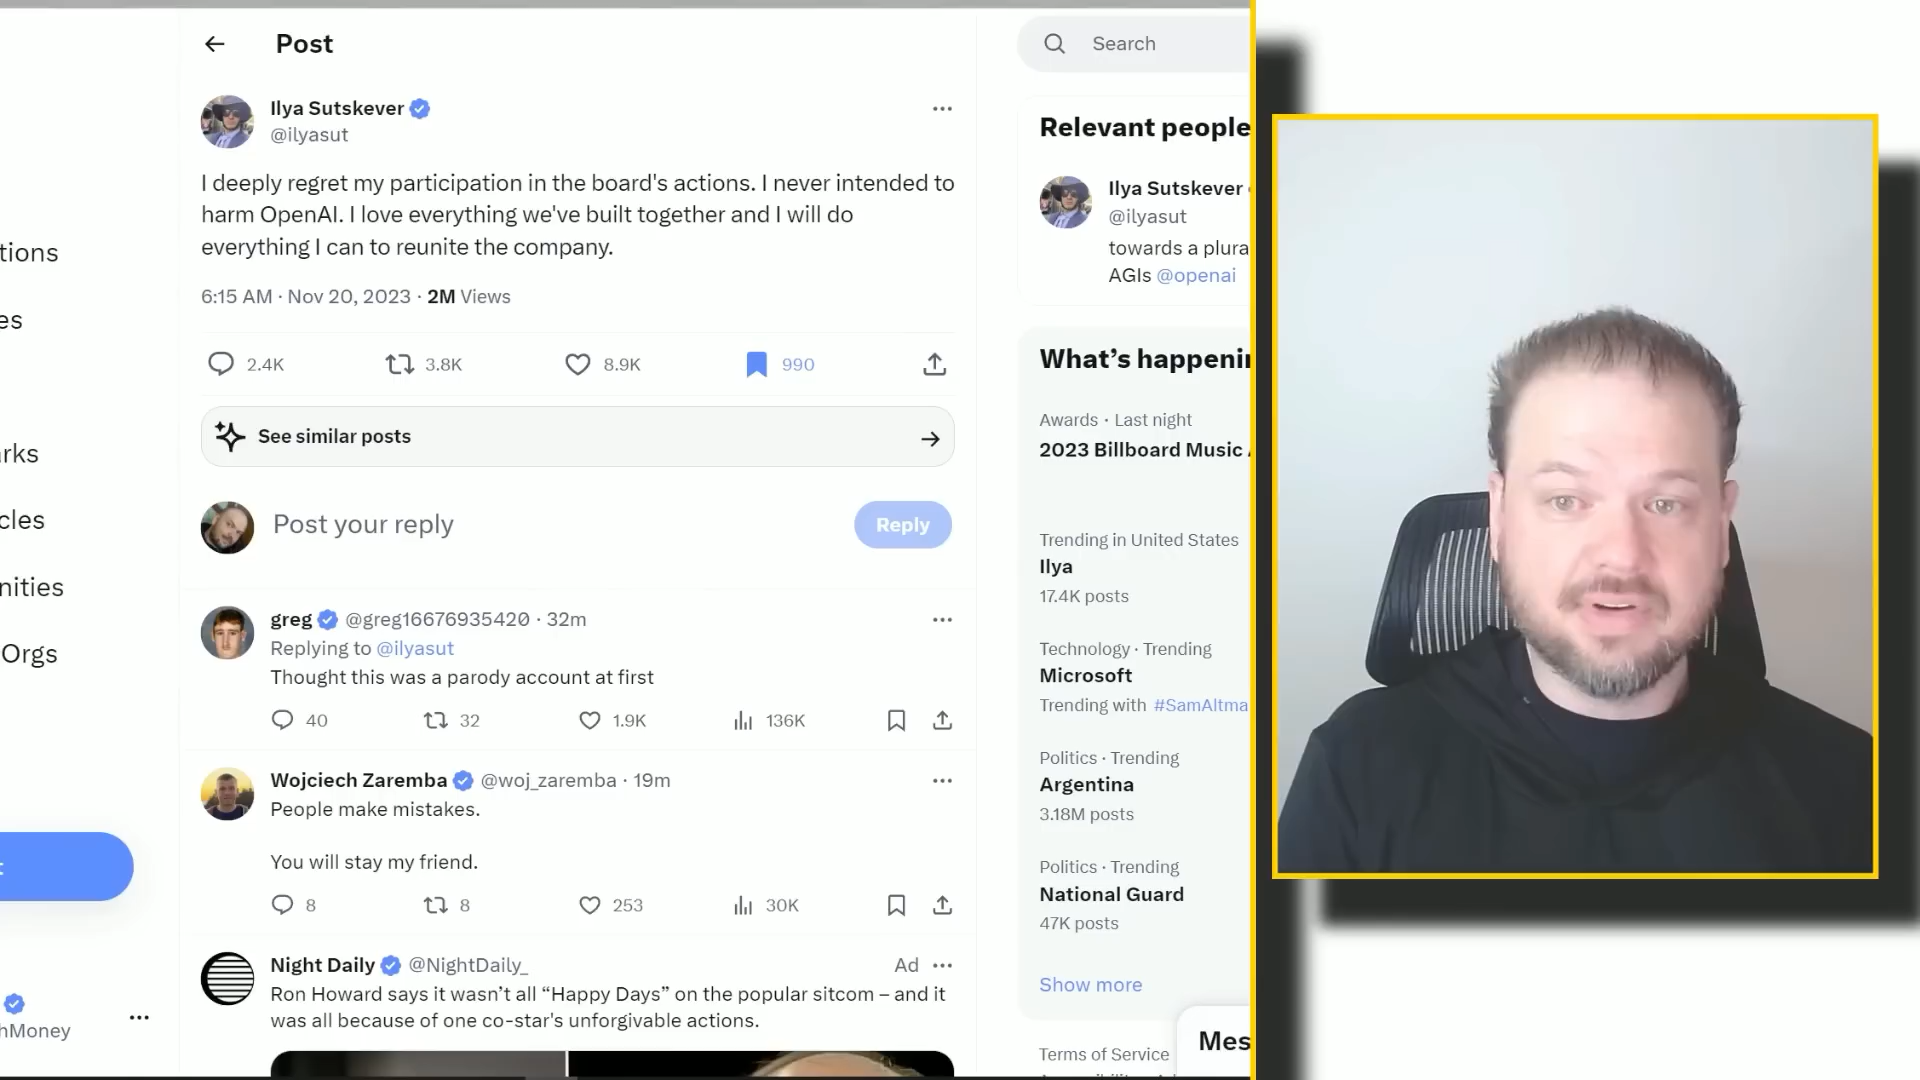 Post
Search
Ilya Sutskever
@ilyasut
I deeply regret my participation in the board's actions. I never intended to
harm OpenAI. I love everything we've built together and I will do
everything I can to reunite the company.
6:15 AM · Nov 20, 2023 · 2M Views
2.4K 3.8K 8.9K 990
See similar posts
Post your reply
Reply
greg @greg16676935420 · 32m
Replying to @ilyasut
Thought this was a parody account at first
40 32 1.9K 136K
Wojciech Zaremba @woj_zaremba · 19m
People make mistakes.
You will stay my friend.
8 8 253 30K
Night Daily @NightDaily_ Ad
Ron Howard says it wasn’t all “Happy Days” on the popular sitcom – and it
was all because of one co-star's unforgivable actions.
Relevant people
Ilya Sutskever
@ilyasut
towards a plura
AGIs @openai
What’s happenin
Awards · Last night
2023 Billboard Music
Trending in United States
Ilya
17.4K posts
Technology · Trending
Microsoft
Trending with #SamAltma
Politics · Trending
Argentina
3.18M posts
Politics · Trending
National Guard
47K posts
Show more
Terms of Service
Mes
tions
es
rks
cles
nities
Orgs
hMoney